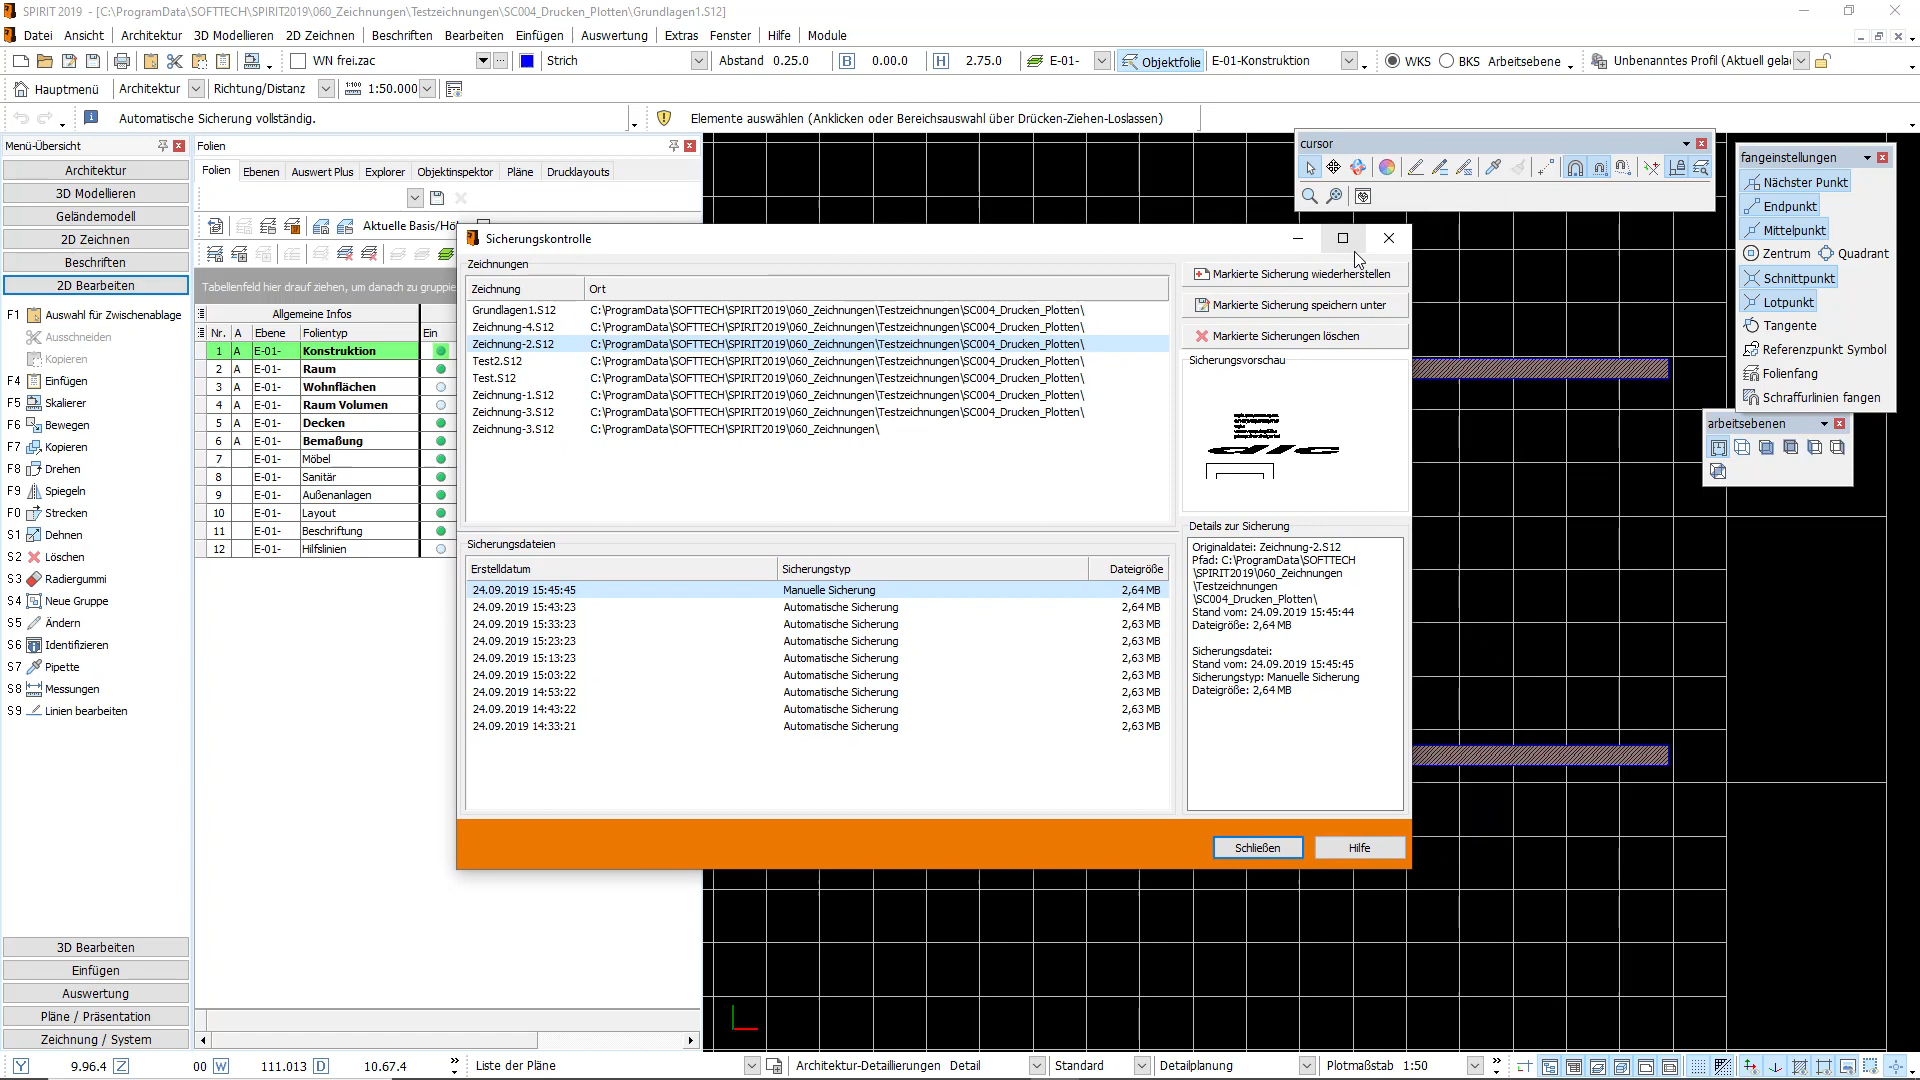 SPIRIT 2019 - [C:\ProgramData\SOFTTECH\SPIRIT2019\060_Zeichnungen\Testzeichnungen\SC004_Drucken_Plotten\Grundlagen1.S12]
Datei Ansicht Architektur 3D Modellieren 2D Zeichnen Beschriften Bearbeiten Einfügen Auswertung Extras Fenster Hilfe Module
WN frei.zac Strich Abstand 0.25.0 B 0.00.0 H 2.75.0 E-01- Objektfolie E-01-Konstruktion WKS BKS Arbeitsebene Unbenanntes Profil (Aktuell gela
Hauptmenü Architektur Richtung/Distanz 1:100 1:50.000
Automatische Sicherung vollständig. Elemente auswählen (Anklicken oder Bereichsauswahl über Drücken-Ziehen-Loslassen)
Menü-Übersicht
Architektur
3D Modellieren
Geländemodell
2D Zeichnen
Beschriften
2D Bearbeiten
F1 Auswahl für Zwischenablage
Ausschneiden
Kopieren
F4 Einfügen
F5 Skalierer
F6 Bewegen
F7 Kopieren
F8 Drehen
F9 Spiegeln
F0 Strecken
S1 Dehnen
S2 Löschen
S3 Radiergummi
S4 Neue Gruppe
S5 Ändern
S6 Identifizieren
S7 Pipette
S8 Messungen
S9 Linien bearbeiten
3D Bearbeiten
Einfügen
Auswertung
Pläne / Präsentation
Zeichnung / System
Folien
Folien Ebenen Auswert Plus Explorer Objektinspektor Pläne Drucklayouts
Aktuelle Basis/Hö
Tabellenfeld hier drauf ziehen, um danach zu gruppie
Allgemeine Infos
Nr. A Ebene Folientyp Ein
1 A E-01- Konstruktion
2 A E-01- Raum
3 A E-01- Wohnflächen
4 A E-01- Raum Volumen
5 A E-01- Decken
6 A E-01- Bemaßung
7 E-01- Möbel
8 E-01- Sanitär
9 E-01- Außenanlagen
10 E-01- Layout
11 E-01- Beschriftung
12 E-01- Hilfslinien
Sicherungskontrolle
Zeichnungen
Zeichnung Ort
Grundlagen1.S12 C:\ProgramData\SOFTTECH\SPIRIT2019\060_Zeichnungen\Testzeichnungen\SC004_Drucken_Plotten\
Zeichnung-4.S12 C:\ProgramData\SOFTTECH\SPIRIT2019\060_Zeichnungen\Testzeichnungen\SC004_Drucken_Plotten\
Zeichnung-2.S12 C:\ProgramData\SOFTTECH\SPIRIT2019\060_Zeichnungen\Testzeichnungen\SC004_Drucken_Plotten\
Test2.S12 C:\ProgramData\SOFTTECH\SPIRIT2019\060_Zeichnungen\Testzeichnungen\SC004_Drucken_Plotten\
Test.S12 C:\ProgramData\SOFTTECH\SPIRIT2019\060_Zeichnungen\Testzeichnungen\SC004_Drucken_Plotten\
Zeichnung-1.S12 C:\ProgramData\SOFTTECH\SPIRIT2019\060_Zeichnungen\Testzeichnungen\SC004_Drucken_Plotten\
Zeichnung-3.S12 C:\ProgramData\SOFTTECH\SPIRIT2019\060_Zeichnungen\Testzeichnungen\SC004_Drucken_Plotten\
Zeichnung-3.S12 C:\ProgramData\SOFTTECH\SPIRIT2019\060_Zeichnungen\
Sicherungsdateien
Erstelldatum Sicherungstyp Dateigröße
24.09.2019 15:45:45 Manuelle Sicherung 2,64 MB
24.09.2019 15:43:23 Automatische Sicherung 2,64 MB
24.09.2019 15:33:23 Automatische Sicherung 2,63 MB
24.09.2019 15:23:23 Automatische Sicherung 2,63 MB
24.09.2019 15:13:23 Automatische Sicherung 2,63 MB
24.09.2019 15:03:22 Automatische Sicherung 2,63 MB
24.09.2019 14:53:22 Automatische Sicherung 2,63 MB
24.09.2019 14:43:22 Automatische Sicherung 2,63 MB
24.09.2019 14:33:21 Automatische Sicherung 2,63 MB
Markierte Sicherung wiederherstellen
Markierte Sicherung speichern unter
Markierte Sicherungen löschen
Sicherungsvorschau
dlc
Details zur Sicherung
Originaldatei: Zeichnung-2.S12
Pfad: C:\ProgramData\SOFTTECH
\SPIRIT2019\060_Zeichnungen
\Testzeichnungen
\SC004_Drucken_Plotten\
Stand vom: 24.09.2019 15:45:44
Dateigröße: 2,64 MB
Sicherungsdatei:
Stand vom: 24.09.2019 15:45:45
Sicherungstyp: Manuelle Sicherung
Dateigröße: 2,64 MB
Schließen Hilfe
cursor
fangeinstellungen
Nächster Punkt
Endpunkt
Mittelpunkt
Zentrum Quadrant
Schnittpunkt
Lotpunkt
Tangente
Referenzpunkt Symbol
Folienfang
Schraffurlinien fangen
arbeitsebenen
Y 9.96.4 Z 00 W 111.013 D 10.67.4 Liste der Pläne Architektur-Detaillierungen Detail Standard Detailplanung Plotmaßstab 1:50